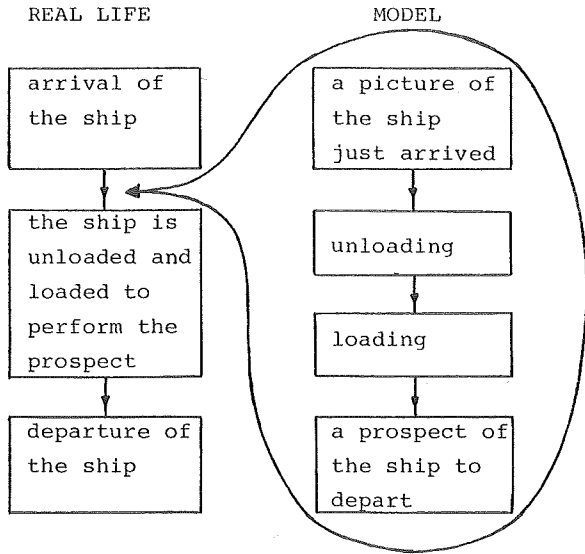 REAL LIFE
arrival of
the ship
the ship is
unloaded and
loaded to
perform the
prospect
departure of
the ship
MODEL
a picture of
the ship
just arrived
unloading
loading
a prospect of
the ship to
depart